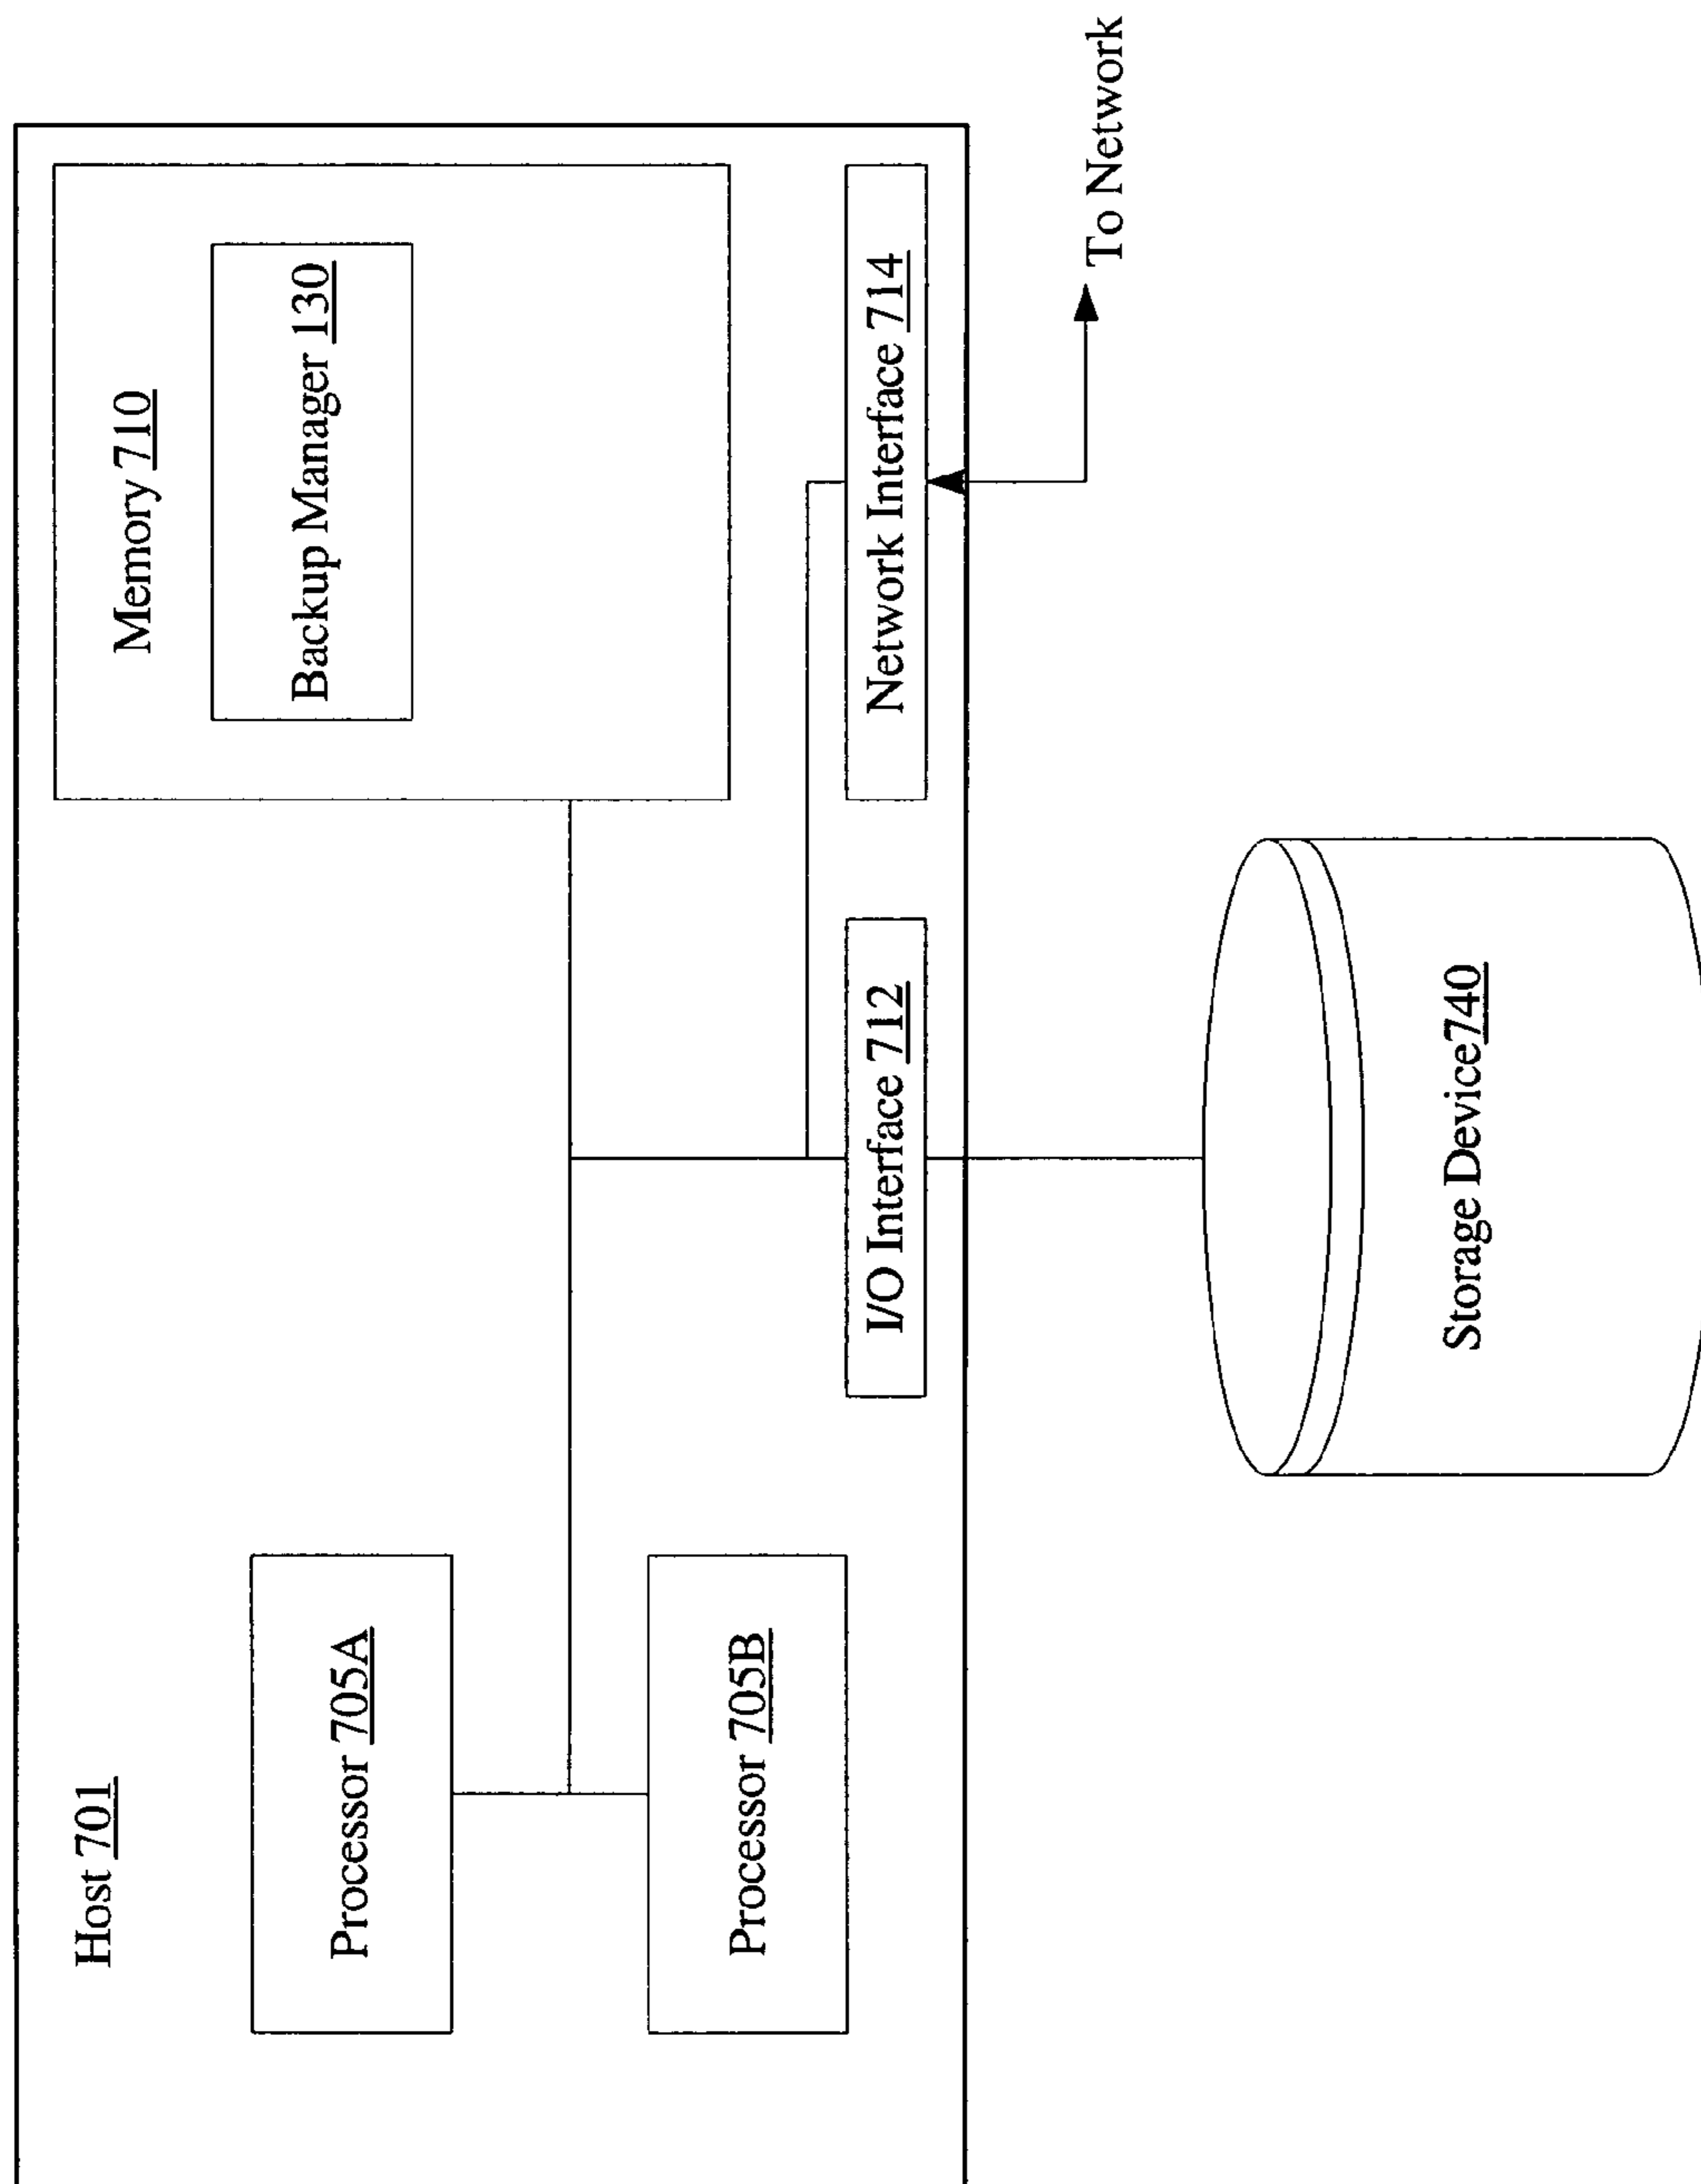 Host 701
Memory 710
Backup Manager 130
Processor 705A
Processor 705B
I/O Interface 712
Network Interface 714
To Network
Storage Device740